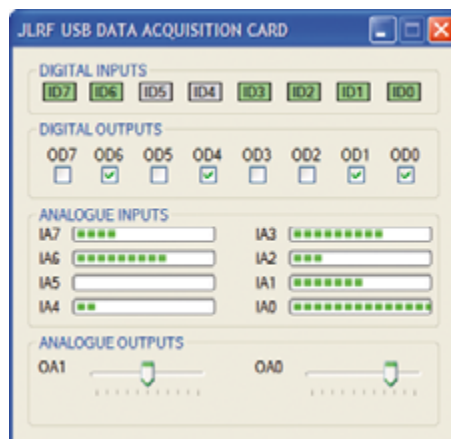 JLRF USB DATA ACQUISITION CARD
DIGITAL INPUTS
ID7 ID6 ID5 ID4 ID3 ID2 ID1 ID0
DIGITAL OUTPUTS
OD7 OD6 OD5 OD4 OD3 OD2 OD1 OD0
ANALOGUE INPUTS
IA7 IA3
IA6 IA2
IA5 IA1
IA4 IA0
ANALOGUE OUTPUTS
OA1 OA0